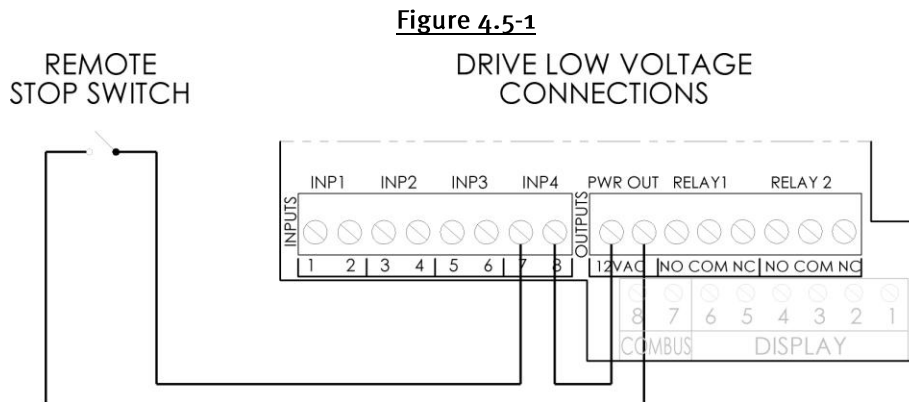 Figure 4.5-1
REMOTE
STOP SWITCH
DRIVE LOW VOLTAGE
CONNECTIONS
INP1 INP2 INP3 INP4 PWR OUT RELAY1 RELAY 2
INPUTS
OUTPUTS
1 2 3 4 5 6 7 8 12VAC NO COM NC NO COM NC
8 7 6 5 4 3 2 1
COMBUS DISPLAY